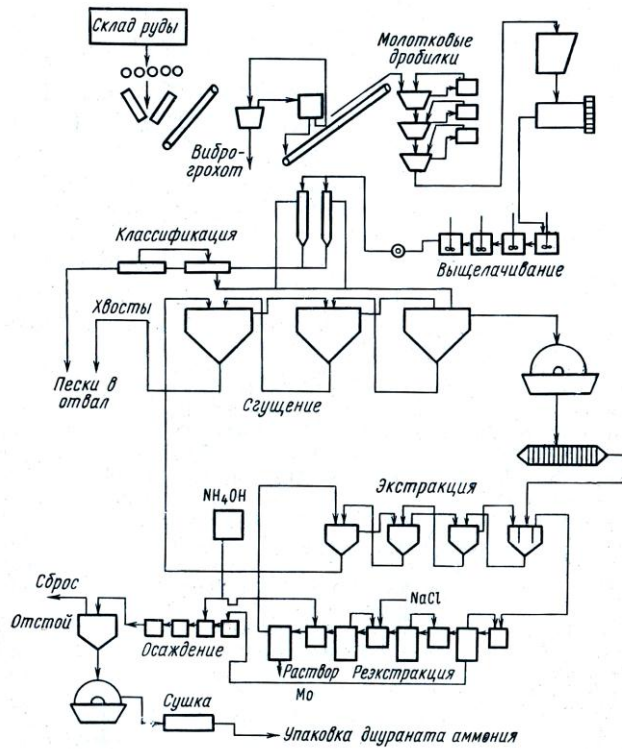 Склад руды
Молотковые
дробилки
Вибро-
грохот
Классификация
Выщелачивание
Хвосты
Пески в
отвал
Сгущение
Экстракция
NH₄OH
NaCl
Сброс
Отстой
Осаждение
Раствор Реэкстракция
Mo
Сушка
Упаковка диураната аммения